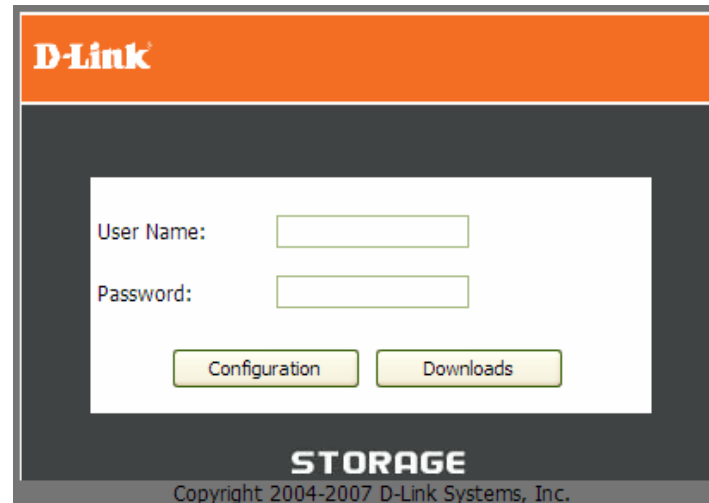 D-Link
User Name:
Password:
Configuration Downloads
STORAGE
Copyright 2004-2007 D-Link Systems, Inc.